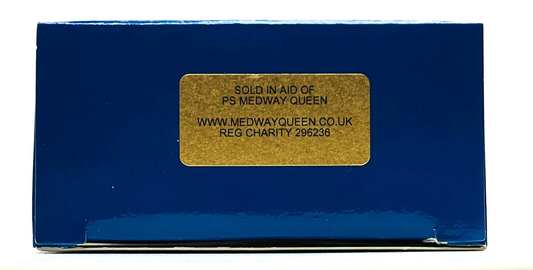 SOLD IN AID OF
PS MEDWAY QUEEN
WWW.MEDWAYQUEEN.CO.UK
REG CHARITY 296236